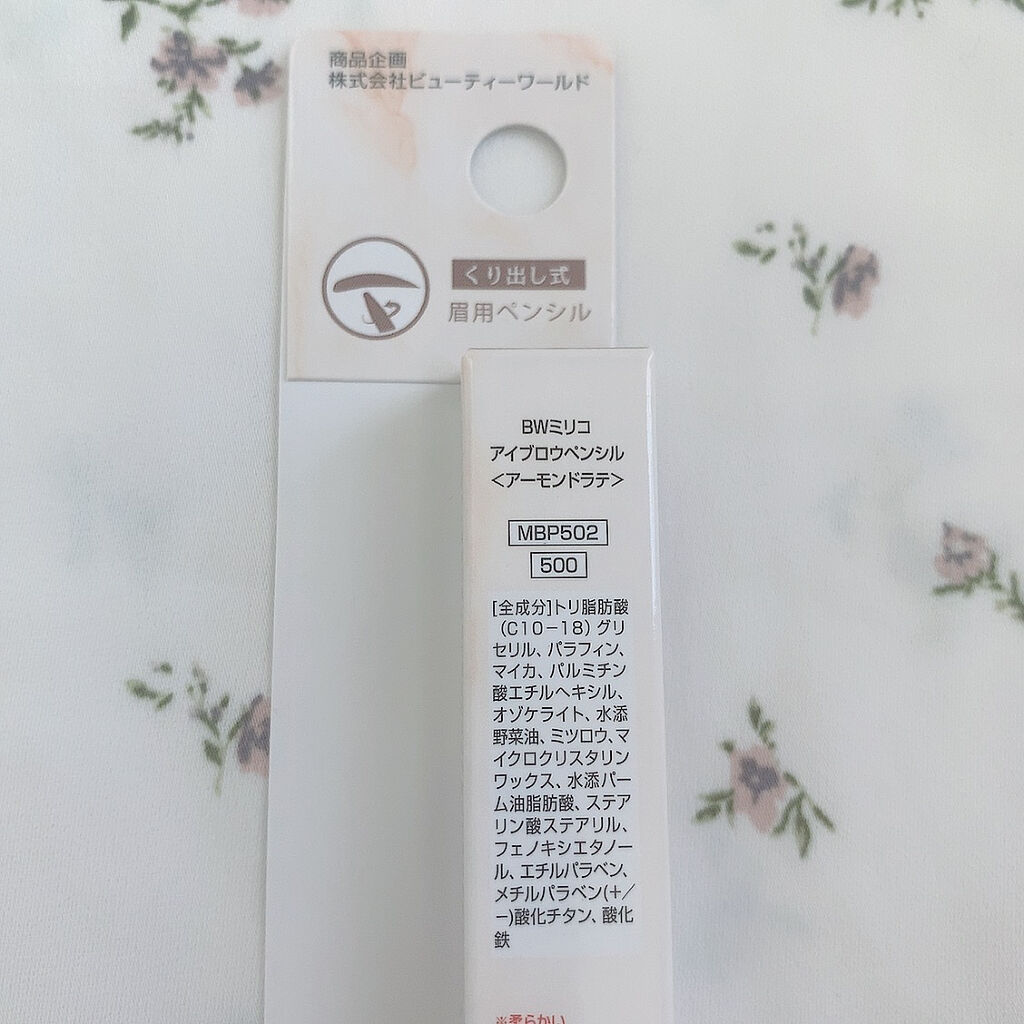 商品企画
株式会社ビューティーワールド
くり出し式
眉用ペンシル
BWミリコ
アイブロウペンシル
＜アーモンドラテ＞
MBP502
500
[全成分]トリ脂肪酸
（C10−18）グリ
セリル、パラフィン、
マイカ、パルミチン
酸エチルヘキシル、
オゾケライト、水添
野菜油、ミツロウ、マ
イクロクリスタリン
ワックス、水添パー
ム油脂肪酸、ステア
リン酸ステアリル、
フェノキシエタノー
ル、エチルパラベン、
メチルパラベン(＋／
−)酸化チタン、酸化
鉄
※柔らかい